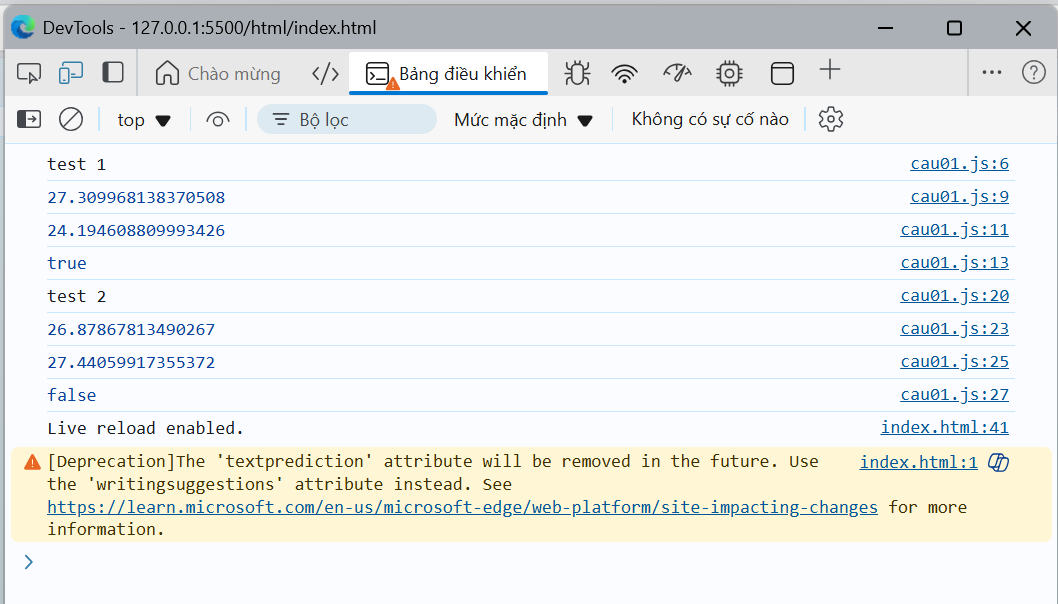 DevTools - 127.0.0.1:5500/html/index.html
Chào mừng
Bảng điều khiển
top
Bộ lọc
Mức mặc định
Không có sự cố nào
test 1 cau01.js:6
27.309968138370508 cau01.js:9
24.194608809993426 cau01.js:11
true cau01.js:13
test 2 cau01.js:20
26.87867813490267 cau01.js:23
27.44059917355372 cau01.js:25
false cau01.js:27
Live reload enabled. index.html:41
[Deprecation]The 'textprediction' attribute will be removed in the future. Use index.html:1
the 'writingsuggestions' attribute instead. See
https://learn.microsoft.com/en-us/microsoft-edge/web-platform/site-impacting-changes for more
information.